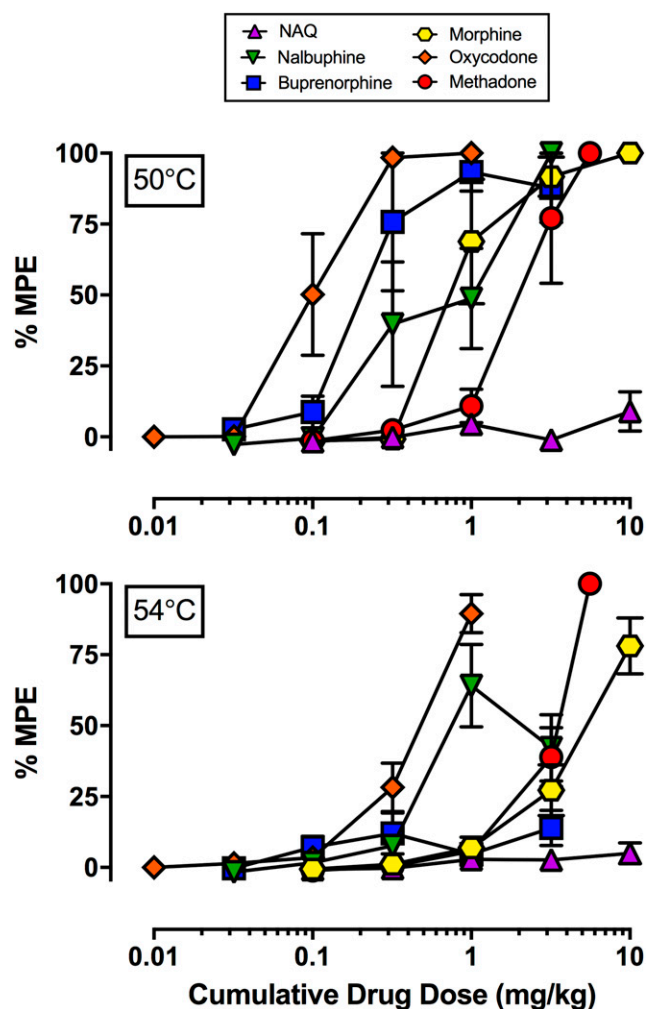 NAQ Morphine
Nalbuphine Oxycodone
Buprenorphine Methadone
100
50°C
75
50
25
0
% MPE
0.01 0.1 1 10
100
54°C
75
50
25
0
% MPE
0.01 0.1 1 10
Cumulative Drug Dose (mg/kg)